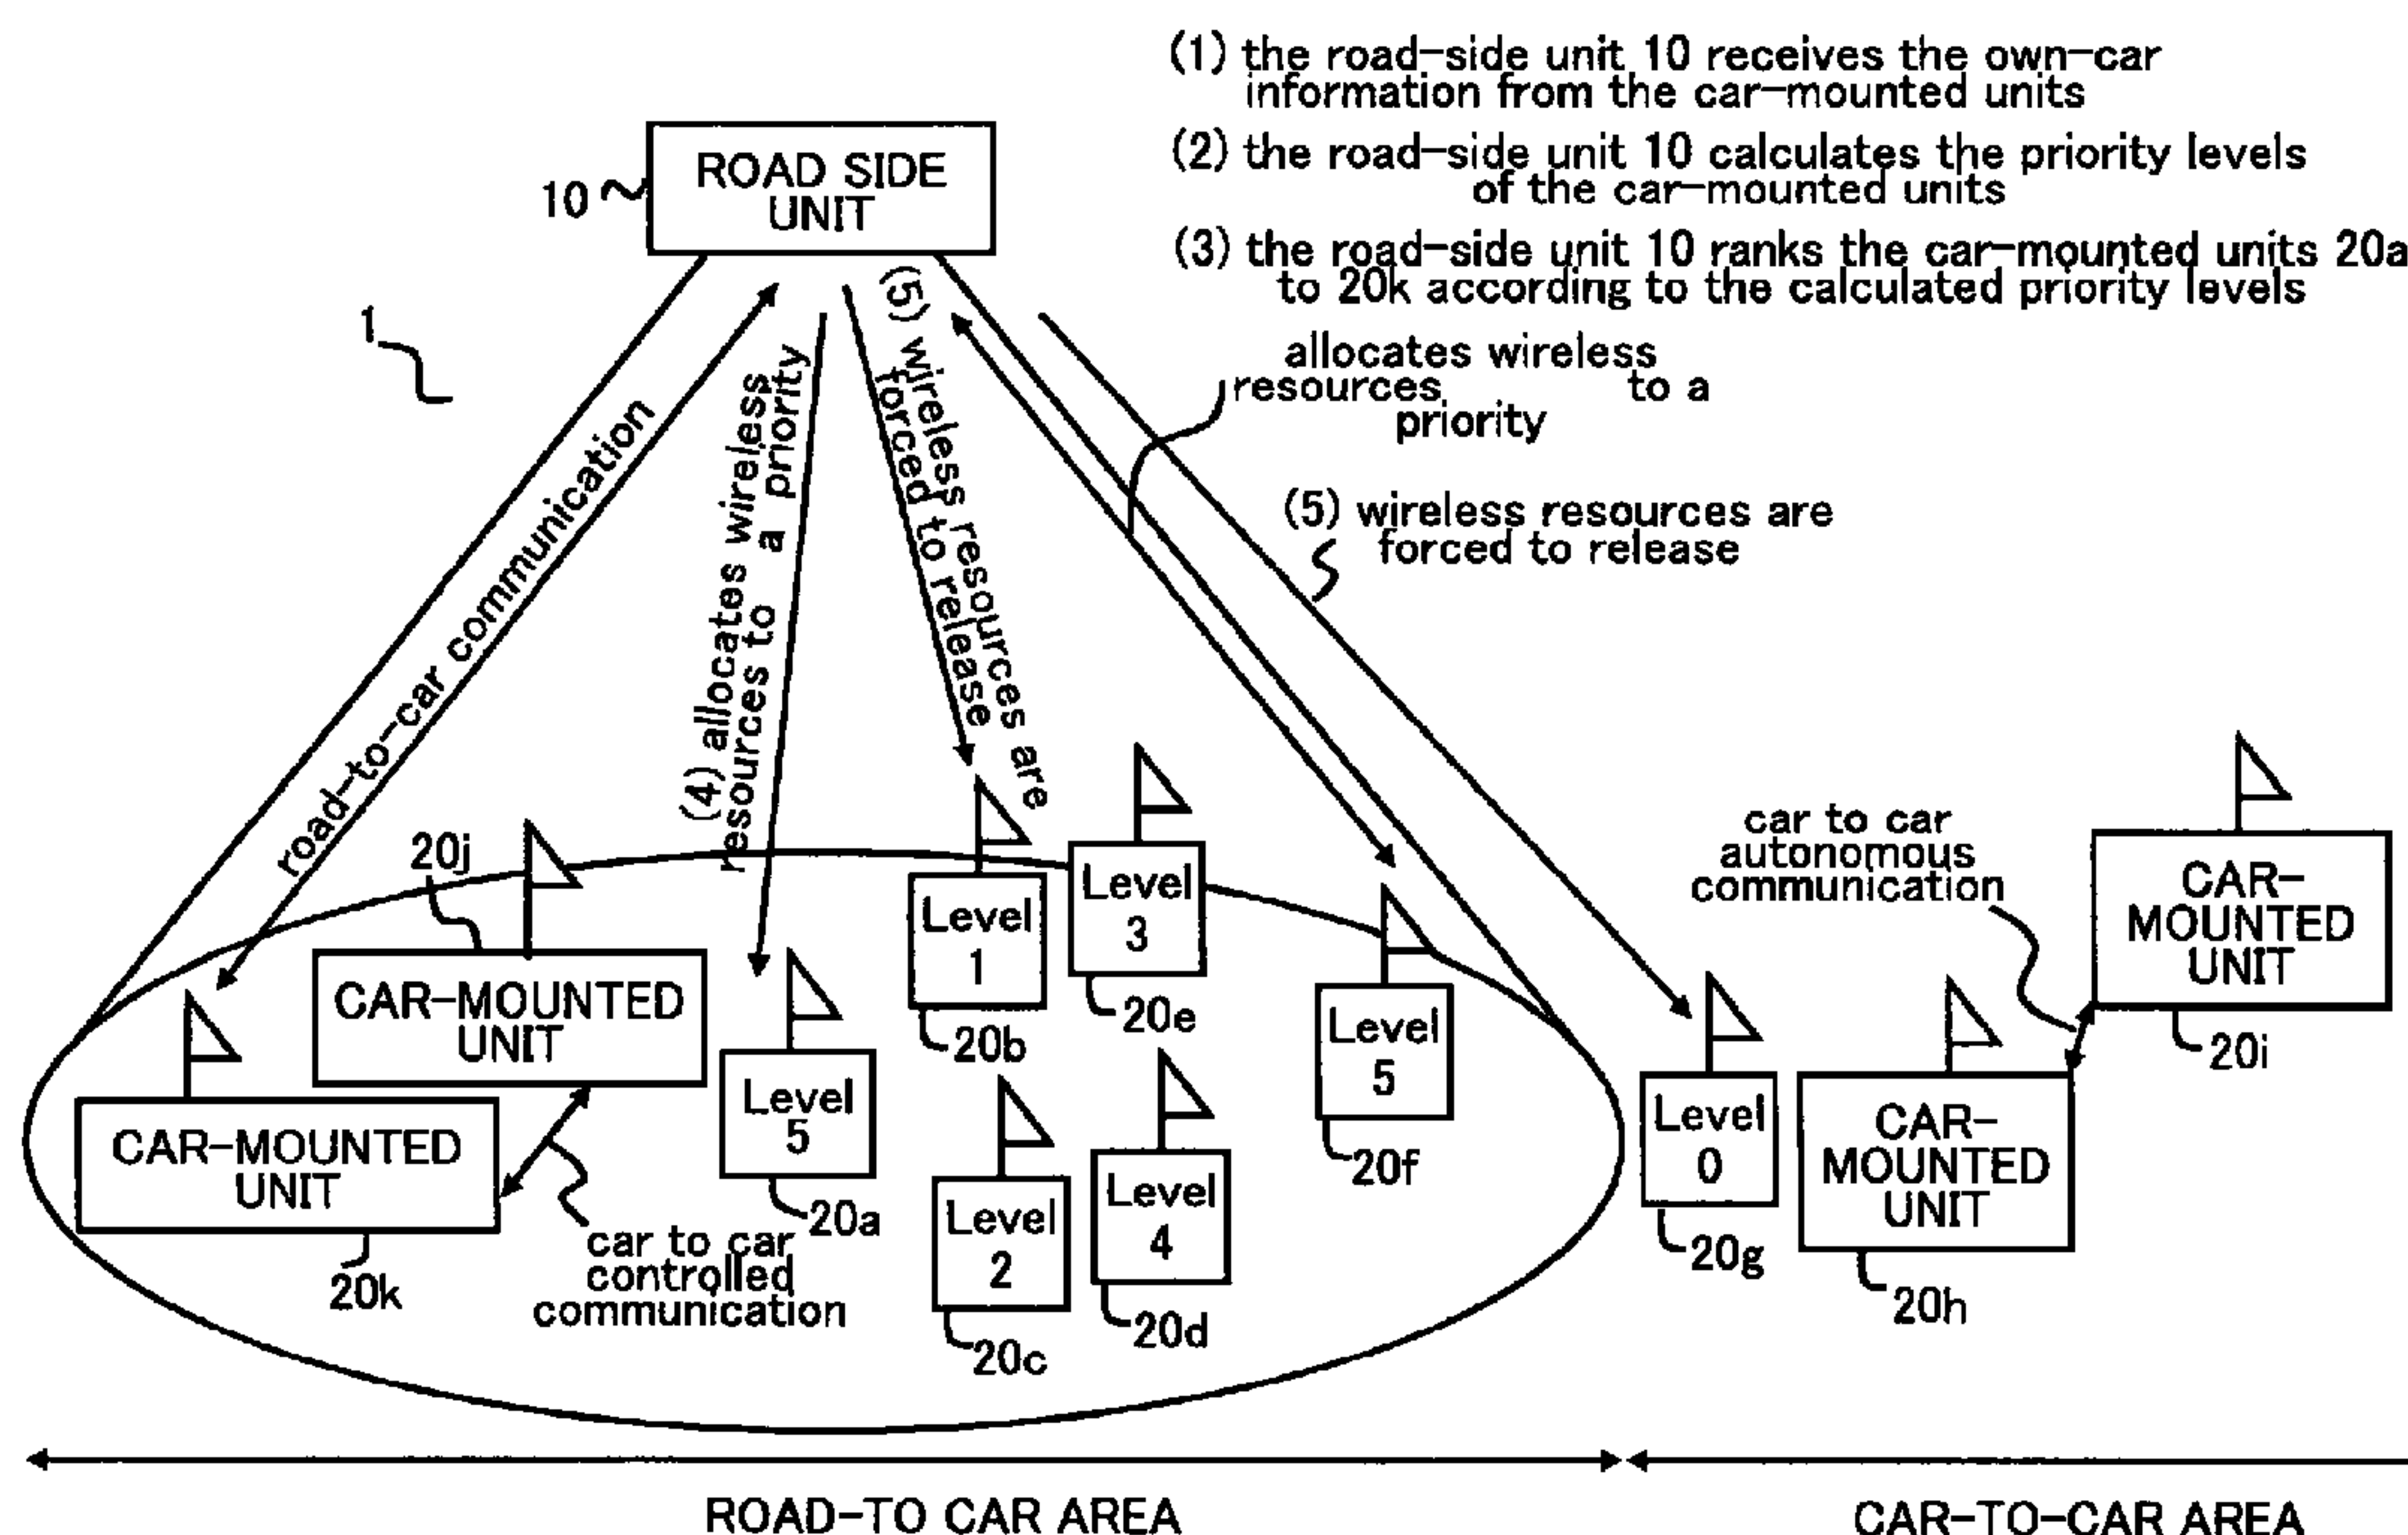 (1) the road-side unit 10 receives the own-car
information from the car-mounted units
(2) the road-side unit 10 calculates the priority levels
of the car-mounted units
(3) the road-side unit 10 ranks the car-mounted units 20a
to 20k according to the calculated priority levels
ROAD SIDE
UNIT
10
1
allocates wireless
resources to a
priority
(5) wireless resources are
forced to release
road-to-car communication
(4) allocates wireless
resources to a priority
(5) wireless resources are
forced to release
20j
CAR-MOUNTED
UNIT
CAR-MOUNTED
UNIT
20k
car to car
controlled
communication
Level
5
20a
Level
1
20b
Level
3
20e
Level
2
20c
Level
4
20d
Level
5
20f
Level
0
20g
car to car
autonomous
communication
CAR-
MOUNTED
UNIT
20h
CAR-
MOUNTED
UNIT
20i
ROAD-TO CAR AREA
CAR-TO-CAR AREA